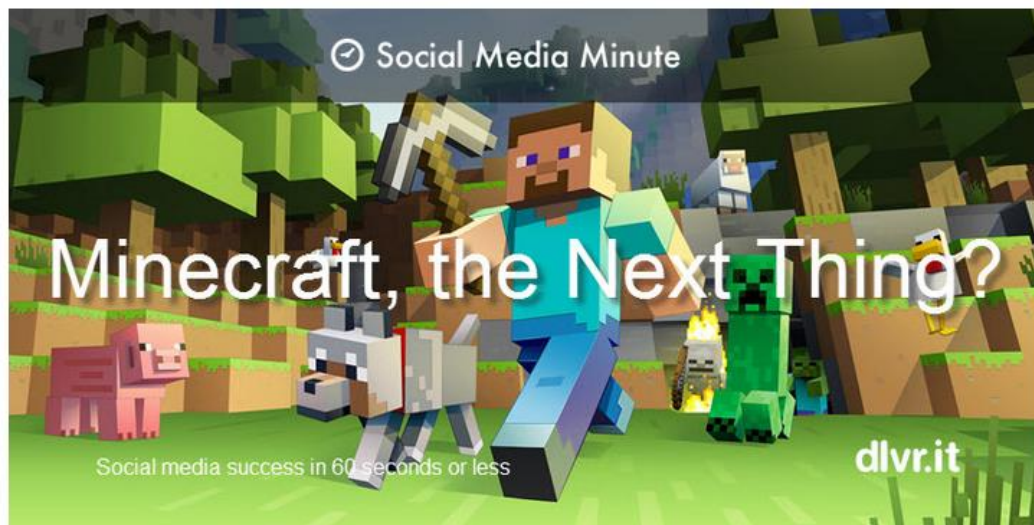 Social Media Minute
Minecraft, the Next Thing?
Social media success in 60 seconds or less
dlvr.it